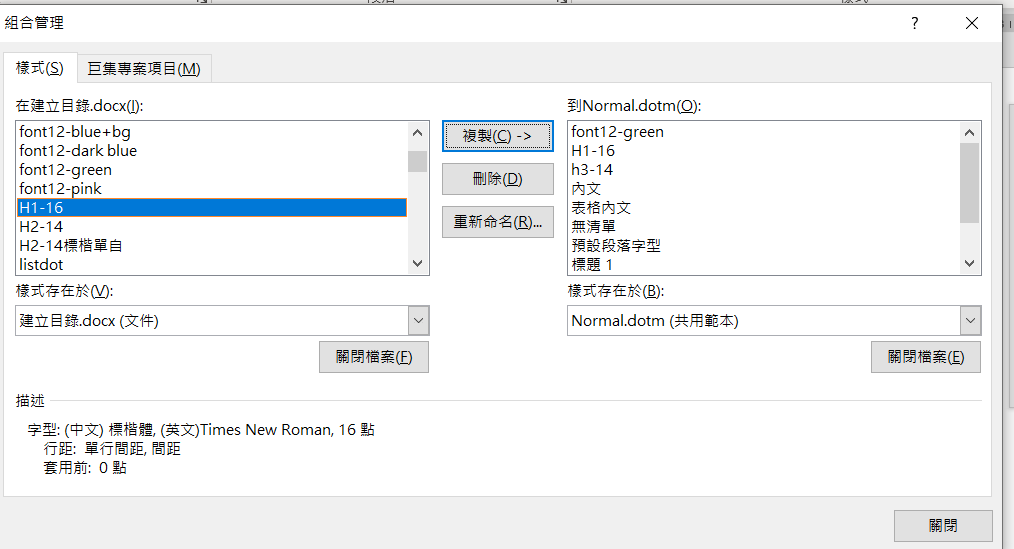 組合管理
?
樣式(S)
巨集專案項目(M)
在建立目錄.docx(I):
font12-blue+bg
font12-dark blue
font12-green
font12-pink
H1-16
H2-14
H2-14標楷單自
listdot
複製(C) ->
刪除(D)
重新命名(R)...
到Normal.dotm(O):
font12-green
H1-16
h3-14
內文
表格內文
無清單
預設段落字型
標題 1
樣式存在於(V):
建立目錄.docx (文件)
關閉檔案(F)
樣式存在於(B):
Normal.dotm (共用範本)
關閉檔案(E)
描述
字型: (中文) 標楷體, (英文)Times New Roman, 16 點
行距: 單行間距, 間距
套用前: 0 點
關閉